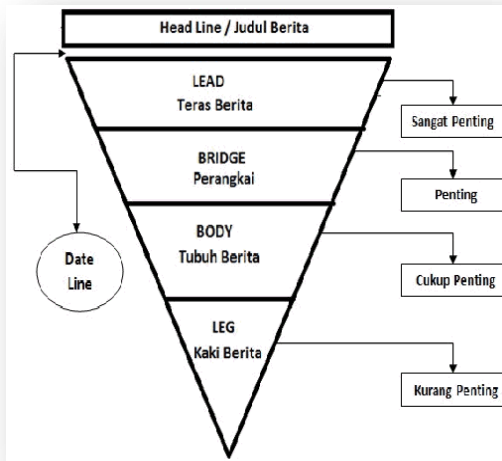 Head Line / Judul Berita
LEAD
Teras Berita
Sangat Penting
BRIDGE
Perangkai
Penting
BODY
Tubuh Berita
Date
Line
Cukup Penting
LEG
Kaki Berita
Kurang Penting